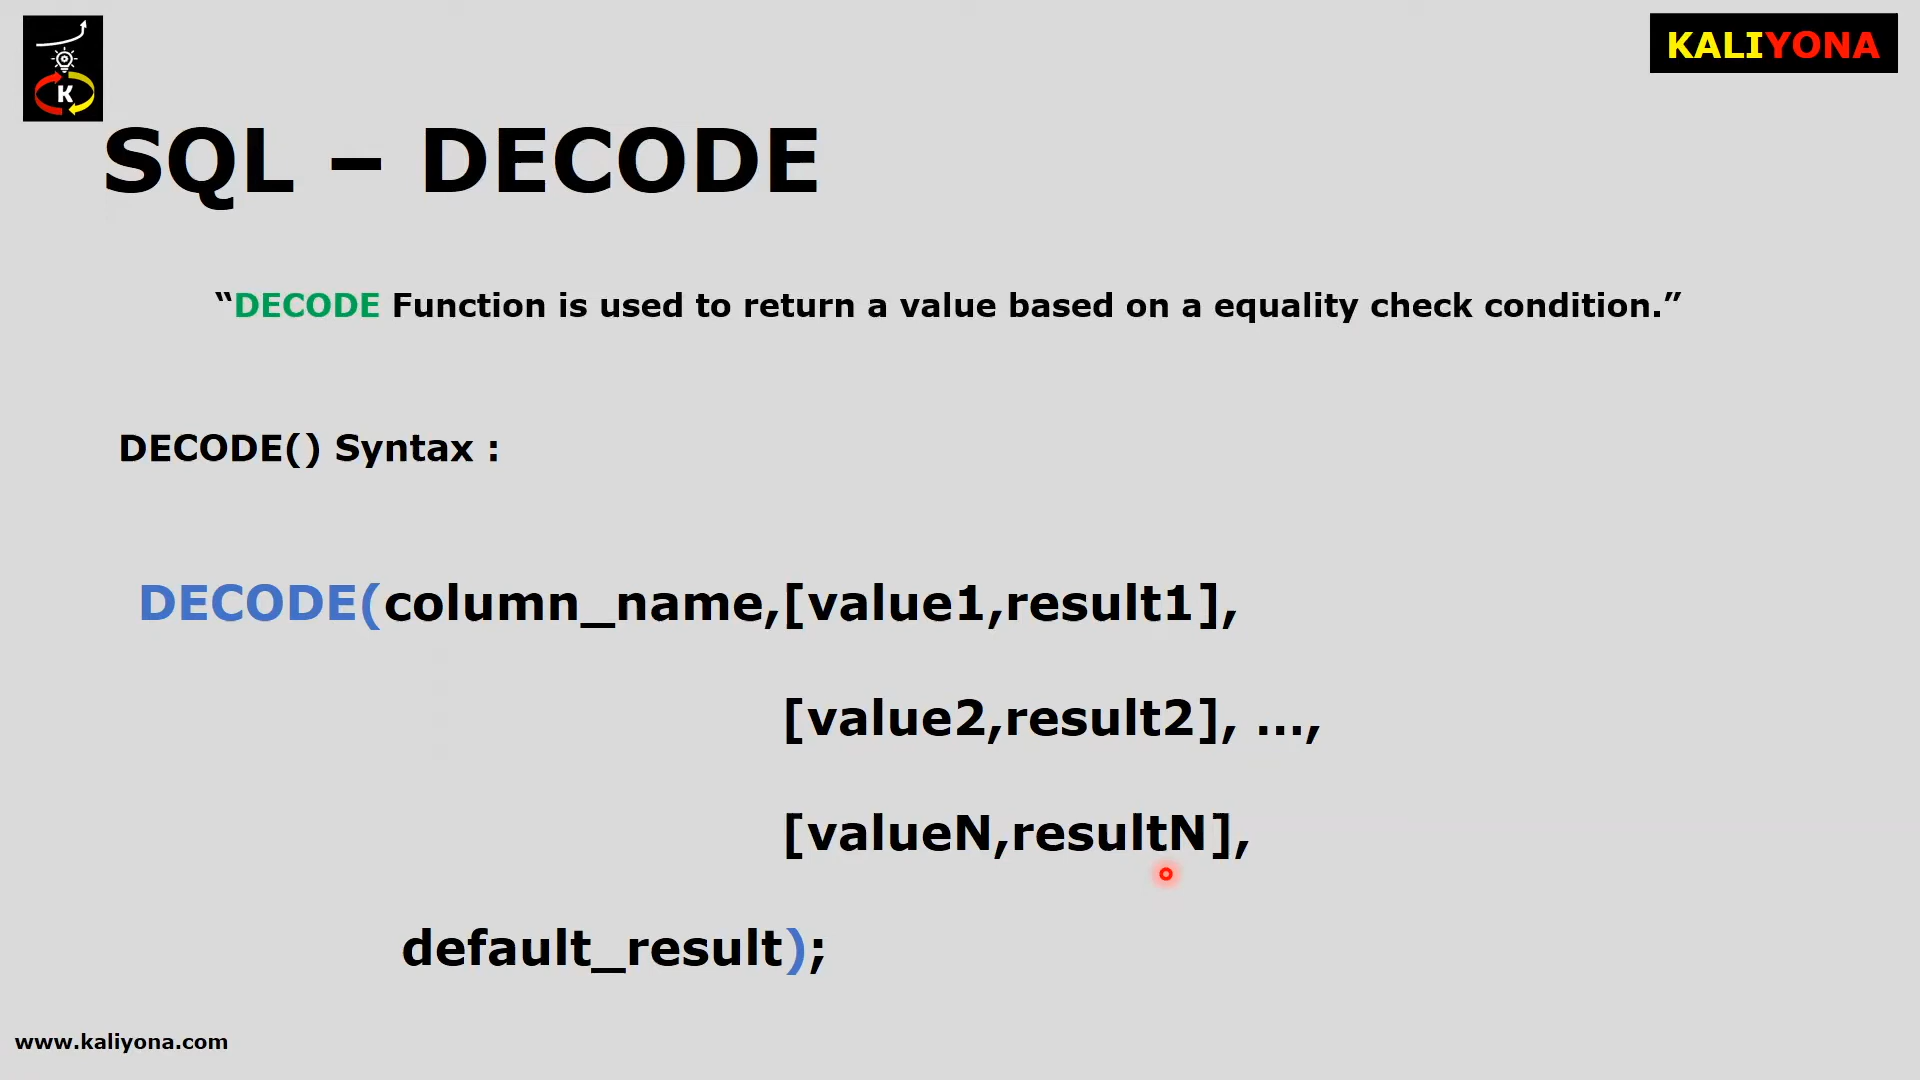 K
KALIYONA
SQL – DECODE
“DECODE Function is used to return a value based on a equality check condition.”
DECODE() Syntax :
DECODE(column_name,[value1,result1],
[value2,result2], ...,
[valueN,resultN],
default_result);
www.kaliyona.com